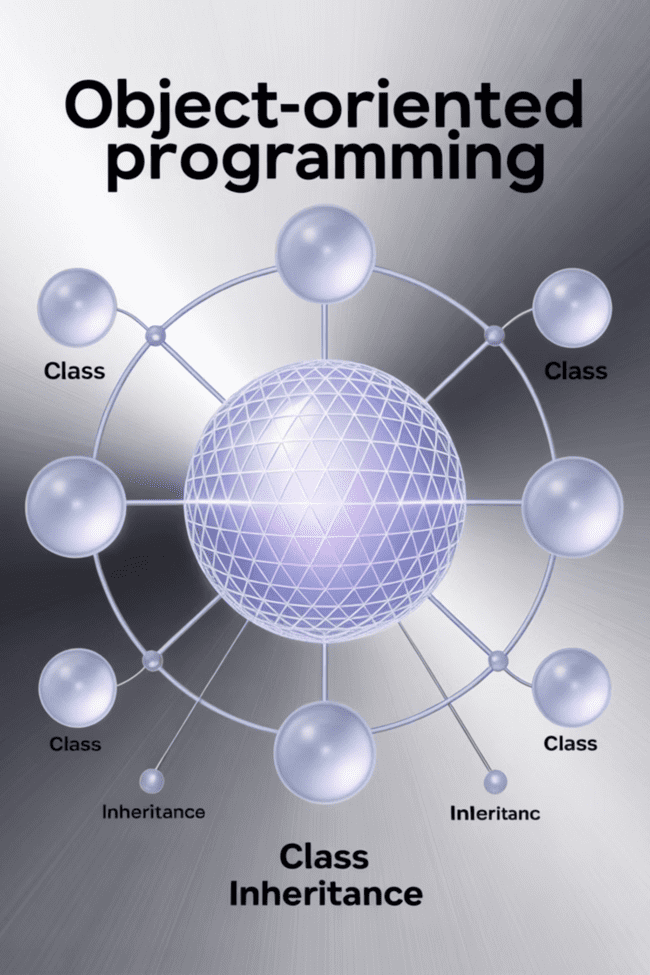 Object-oriented
programming
Class
Class
Class
Class
Inheritance
Inleritanc
Class
Inheritance